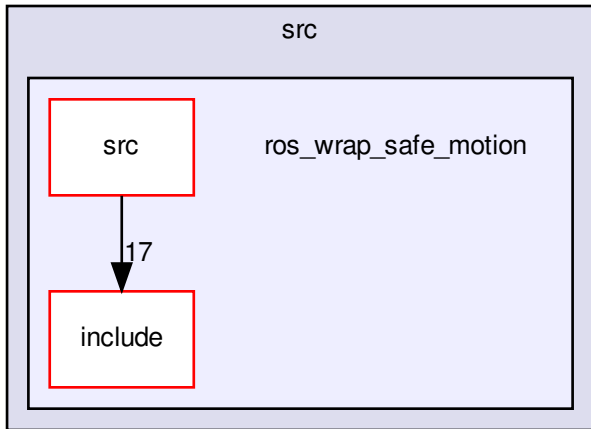 src
src
ros_wrap_safe_motion
17
include